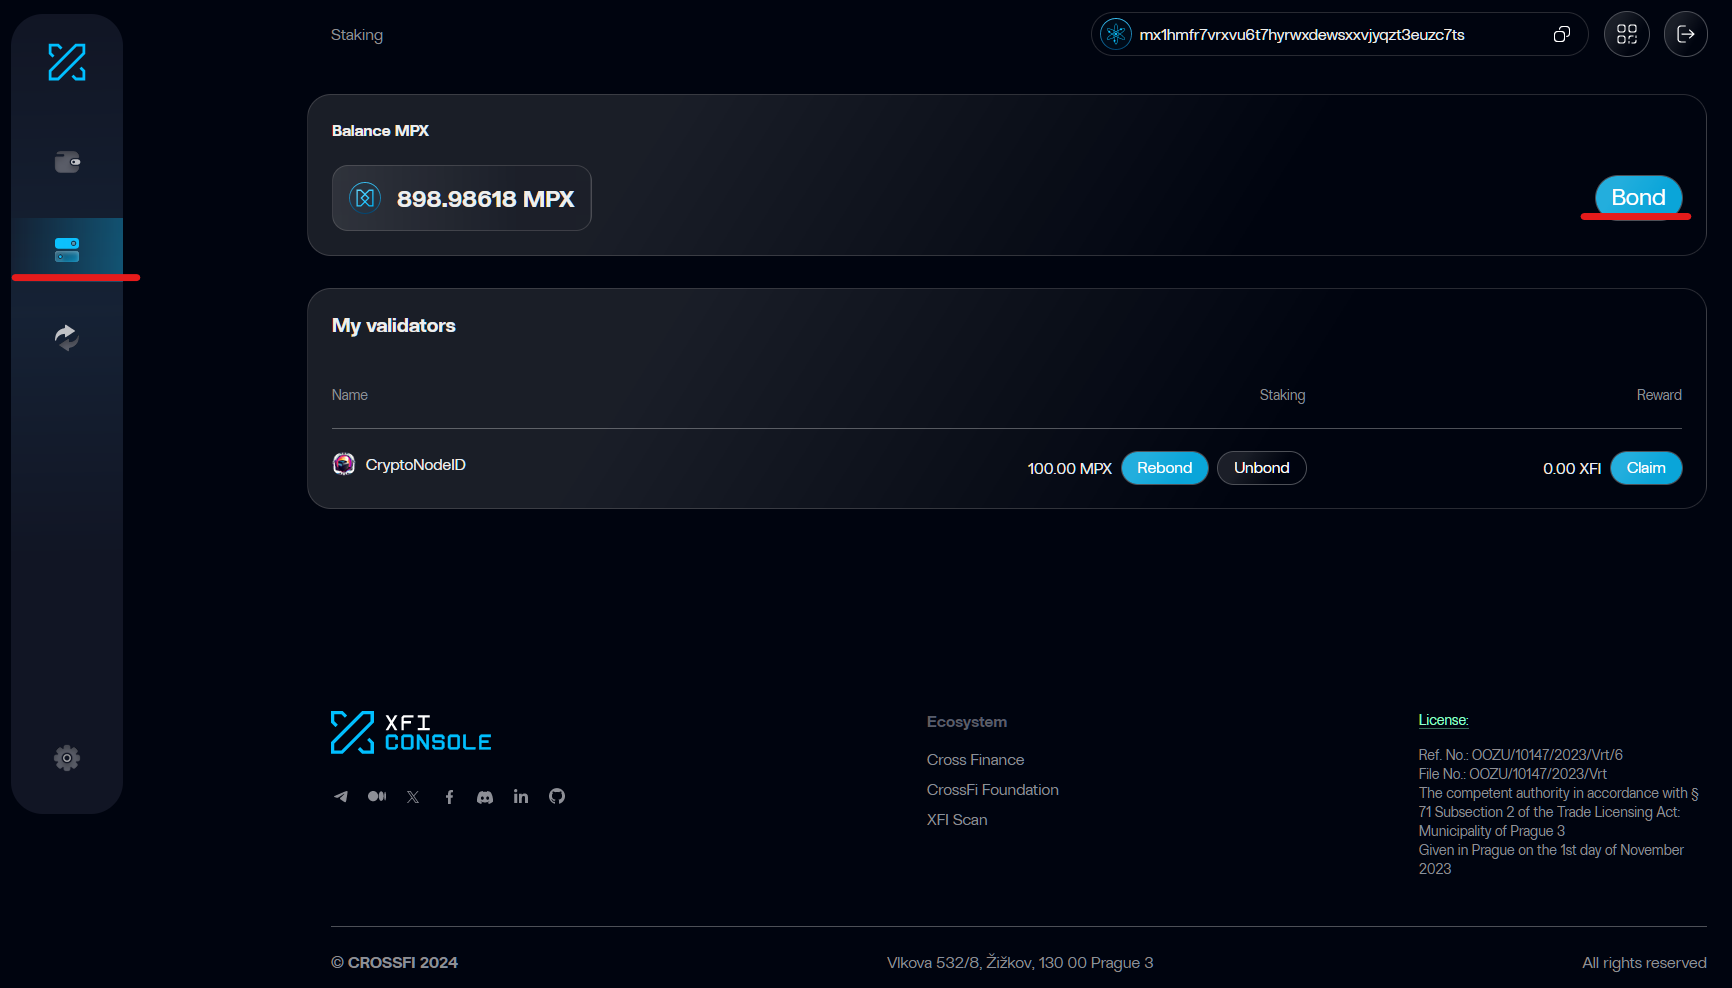 Staking
mx1hmfr7vrxvu6t7hyrwxdewsxxvjyqzt3euzc7ts
Balance MPX
898.98618 MPX
Bond
My validators
Name Staking Reward
CryptoNodeID 100.00 MPX Rebond Unbond 0.00 XFI Claim
XFI
CONSOLE
Ecosystem
Cross Finance
CrossFi Foundation
XFI Scan
License:
Ref. No.: OOZU/10147/2023/Vrt/6
File No.: OOZU/10147/2023/Vrt
The competent authority in accordance with §
71 Subsection 2 of the Trade Licensing Act:
Municipality of Prague 3
Given in Prague on the 1st day of November
2023
© CROSSFI 2024
Vlkova 532/8, Žižkov, 130 00 Prague 3
All rights reserved